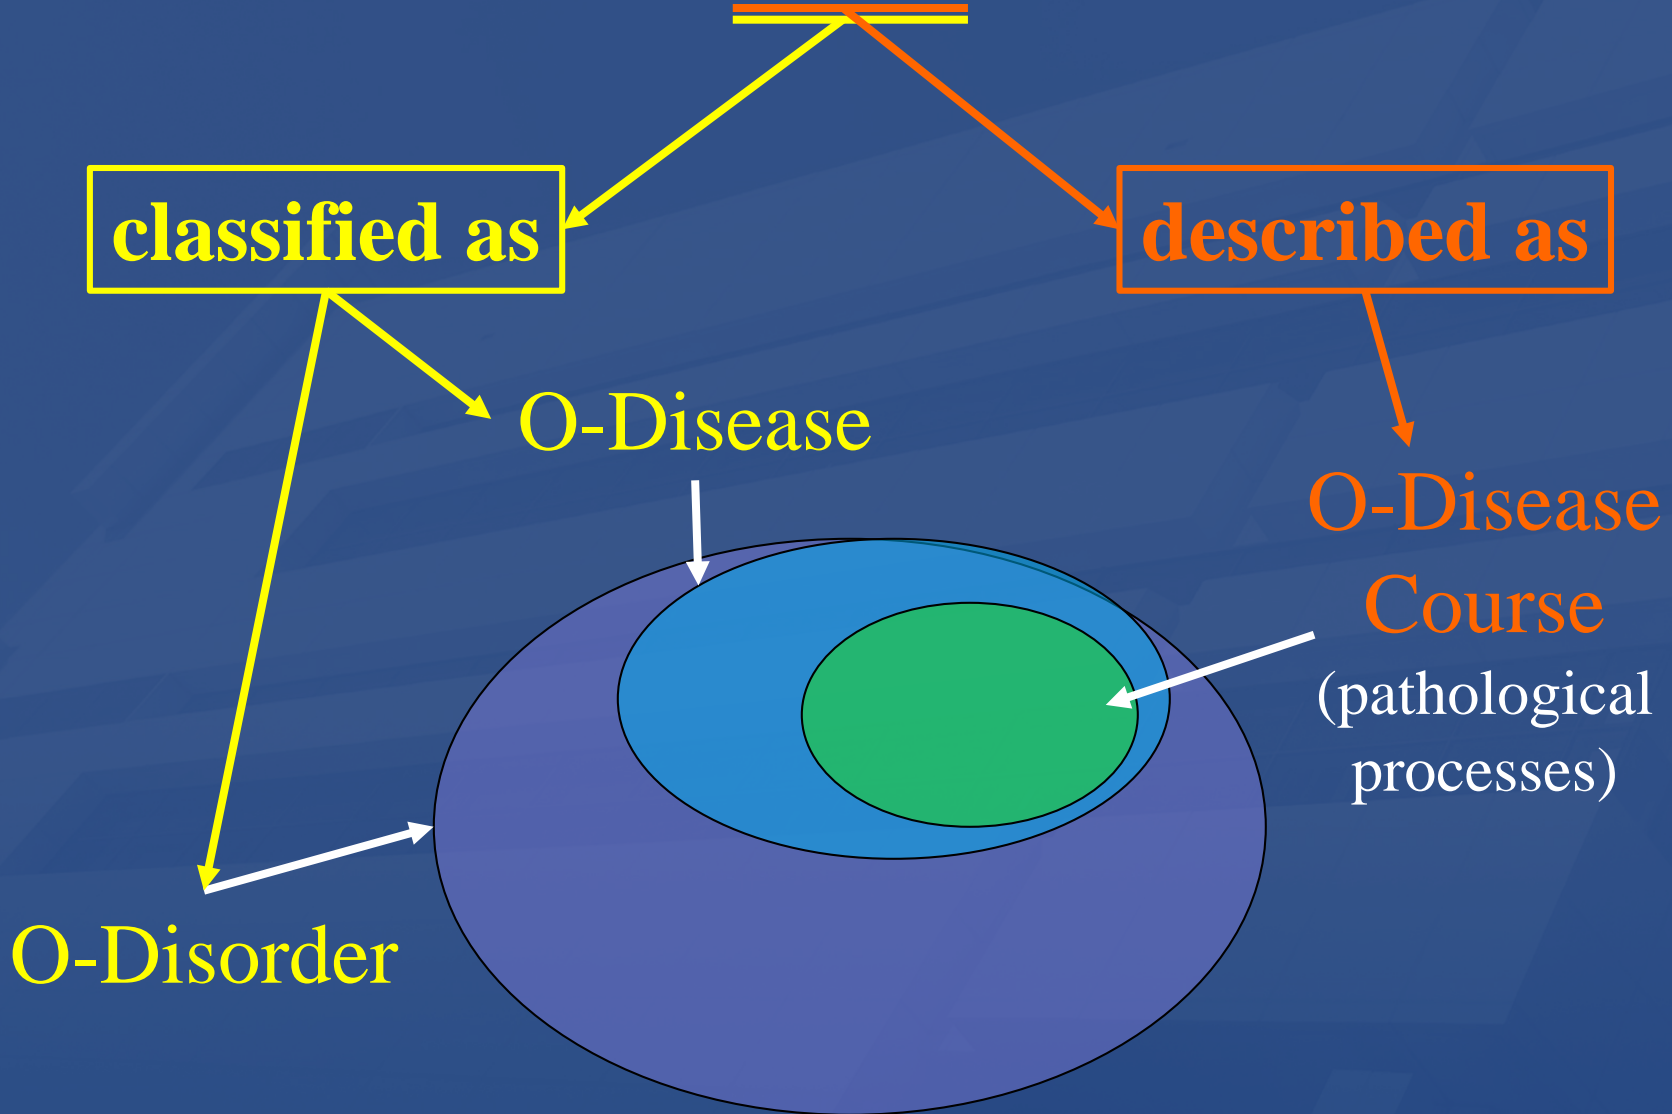 classified as
described as
O-Disease
O-Disease
Course
(pathological
processes)
O-Disorder